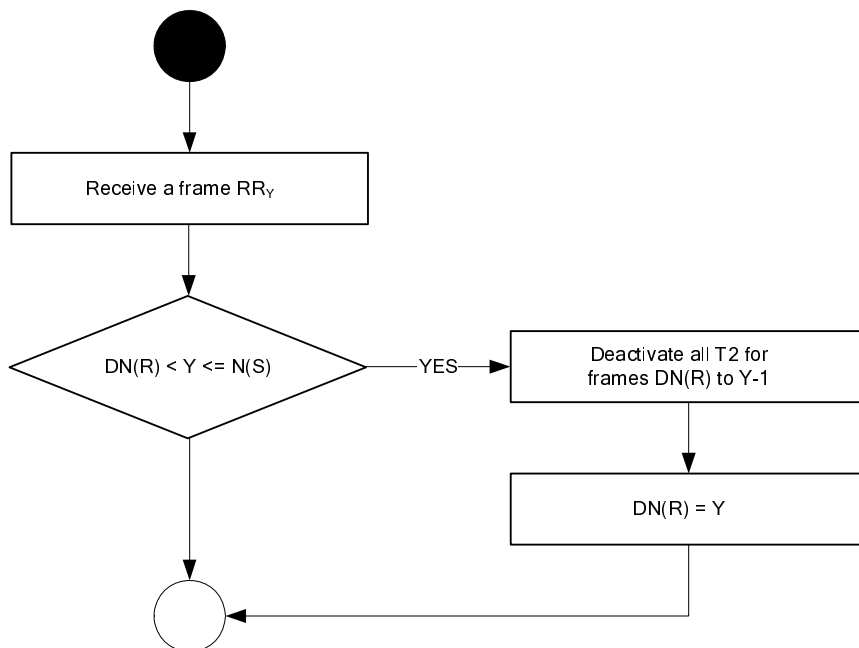 Receive a frame RRY
DN(R) < Y <= N(S)
YES
Deactivate all T2 for
frames DN(R) to Y-1
DN(R) = Y